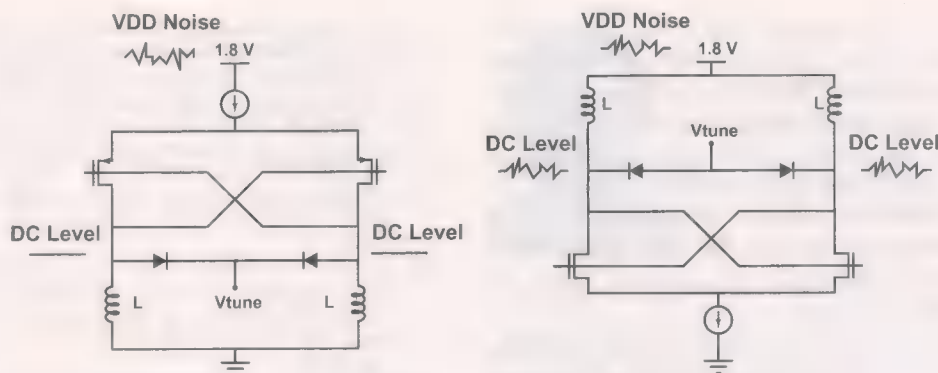 VDD Noise
1.8 V
DC Level
DC Level
L
Vtune
L
VDD Noise
1.8 V
L
L
Vtune
DC Level
DC Level